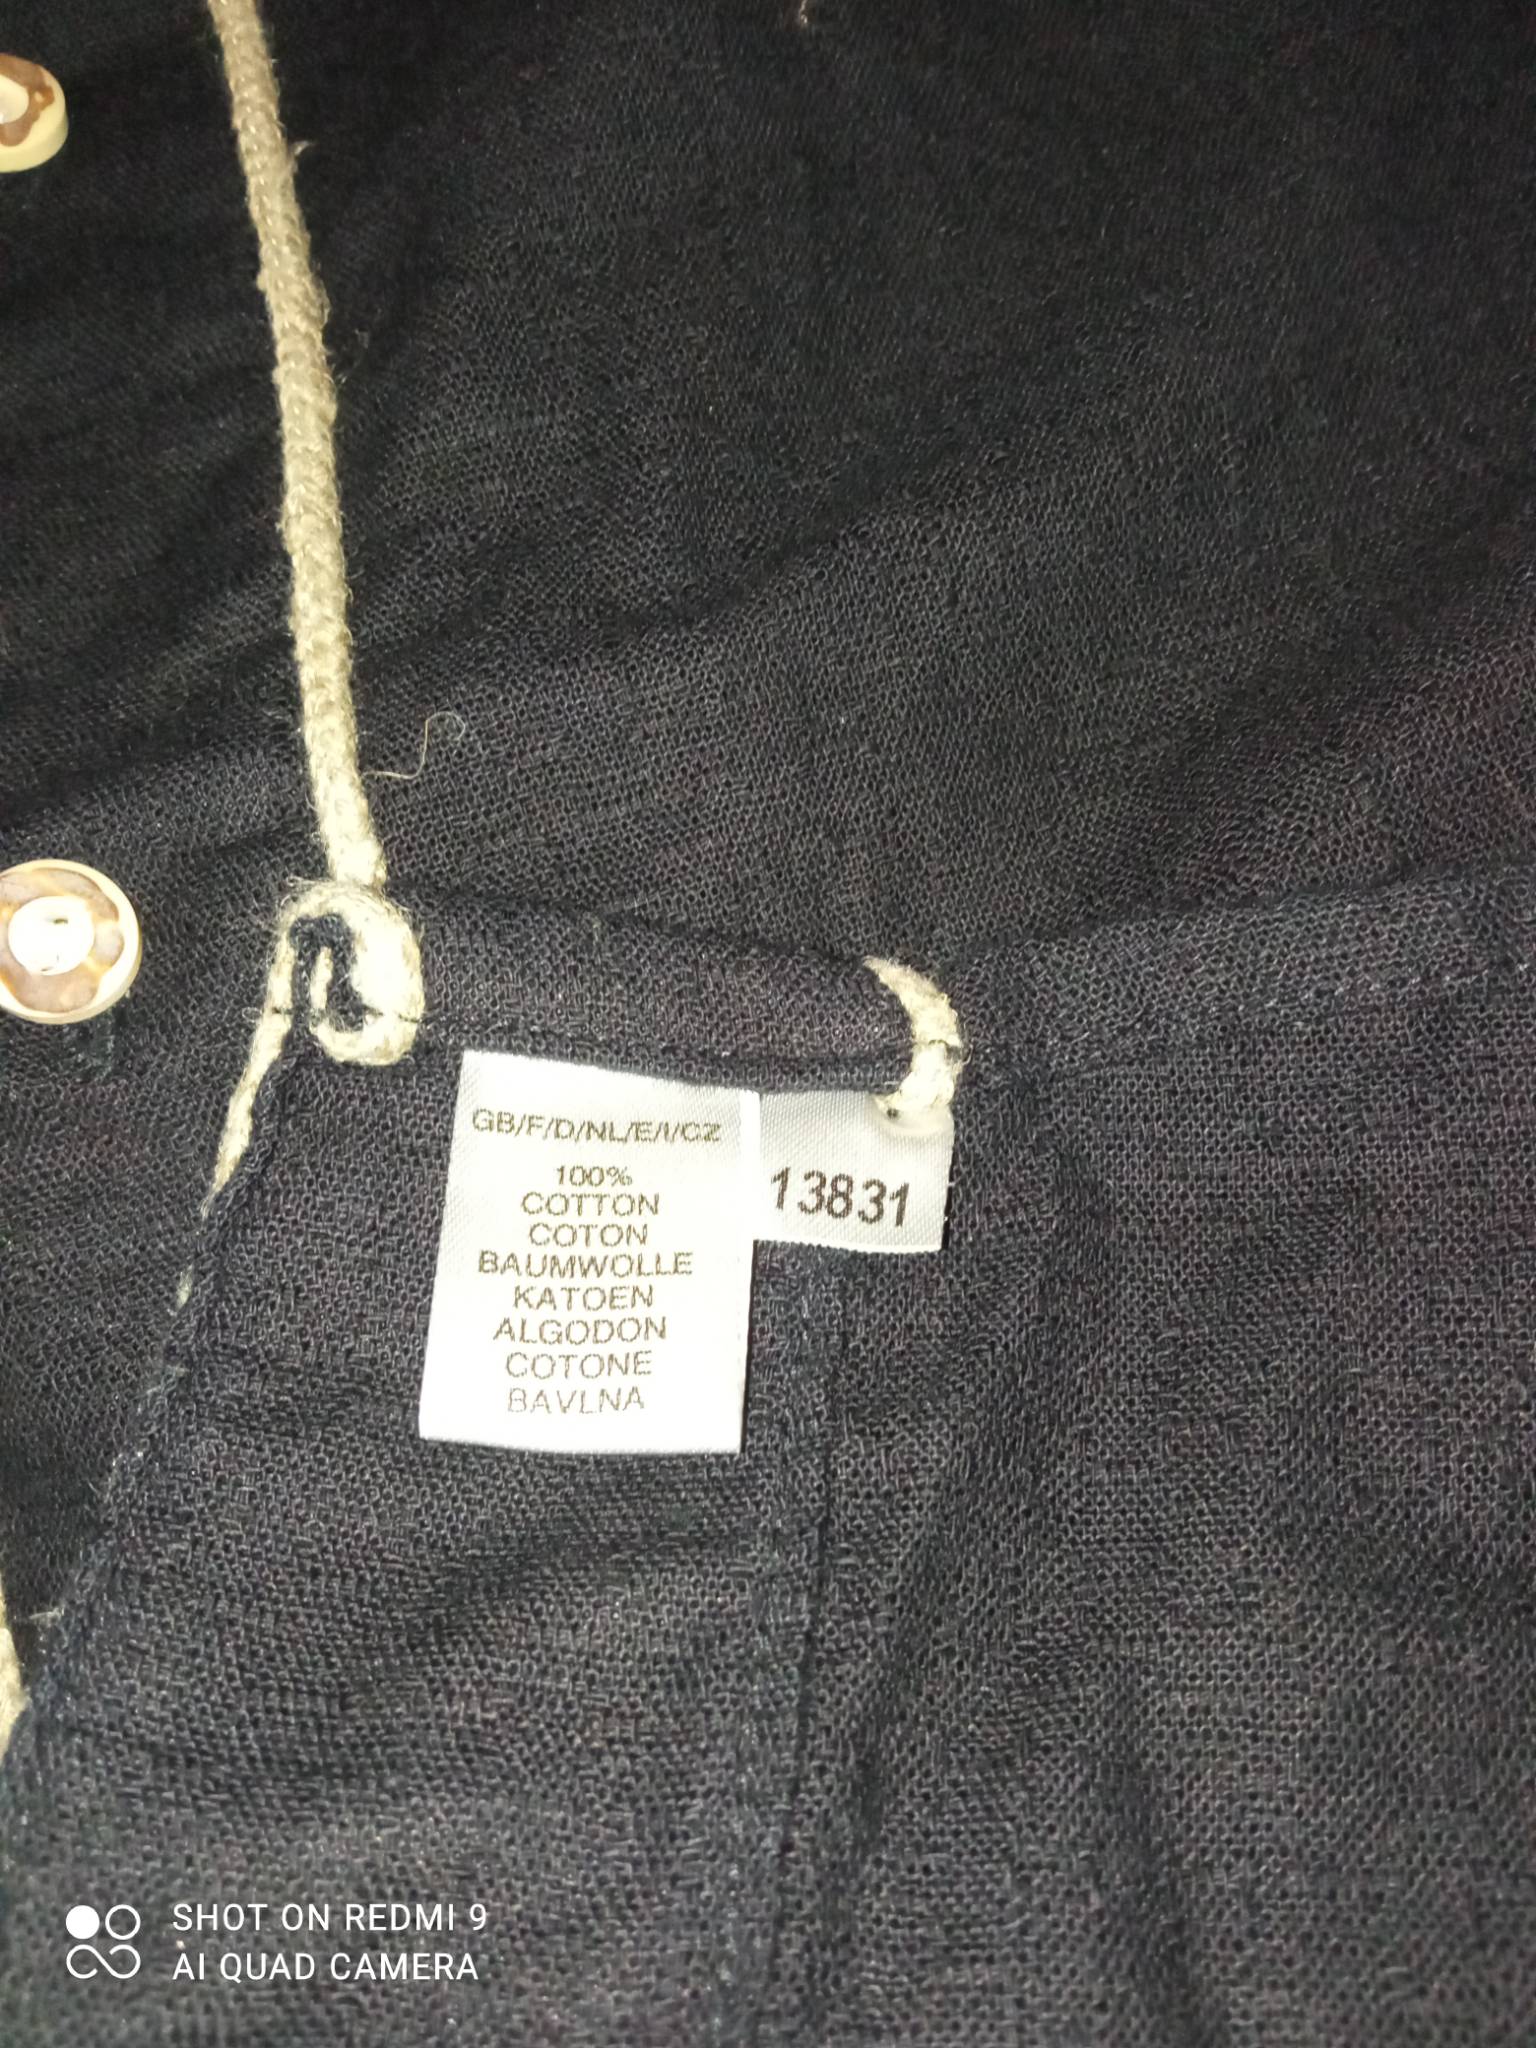 GB/F/D/NL/E/I/CZ
100%
COTTON
COTON
BAUMWOLLE
KATOEN
ALGODON
COTONE
BAVLNA
13831
SHOT ON REDMI 9
AI QUAD CAMERA